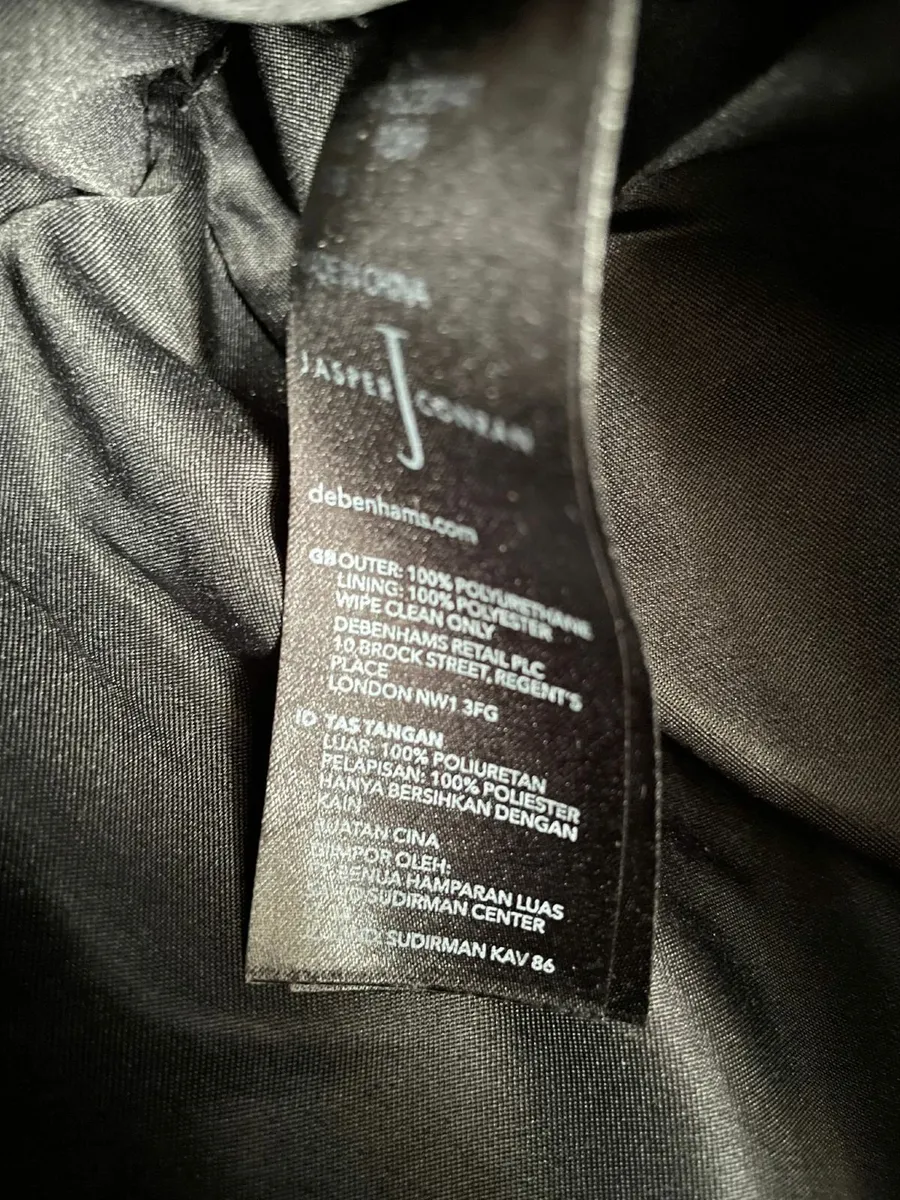 JASPER J CONRAN
debenhams.com
GB OUTER: 100% POLYURETHANE
LINING: 100% POLYESTER
WIPE CLEAN ONLY
DEBENHAMS RETAIL PLC
10 BROCK STREET, REGENT'S
PLACE
LONDON NW1 3FG
ID TAS TANGAN
LUAR: 100% POLIURETAN
PELAPISAN: 100% POLIESTER
HANYA BERSIHKAN DENGAN
KAIN.
BUATAN CINA
OLEH:
HAMPARAN LUAS
SUDIRMAN CENTER
SUDIRMAN KAV 86